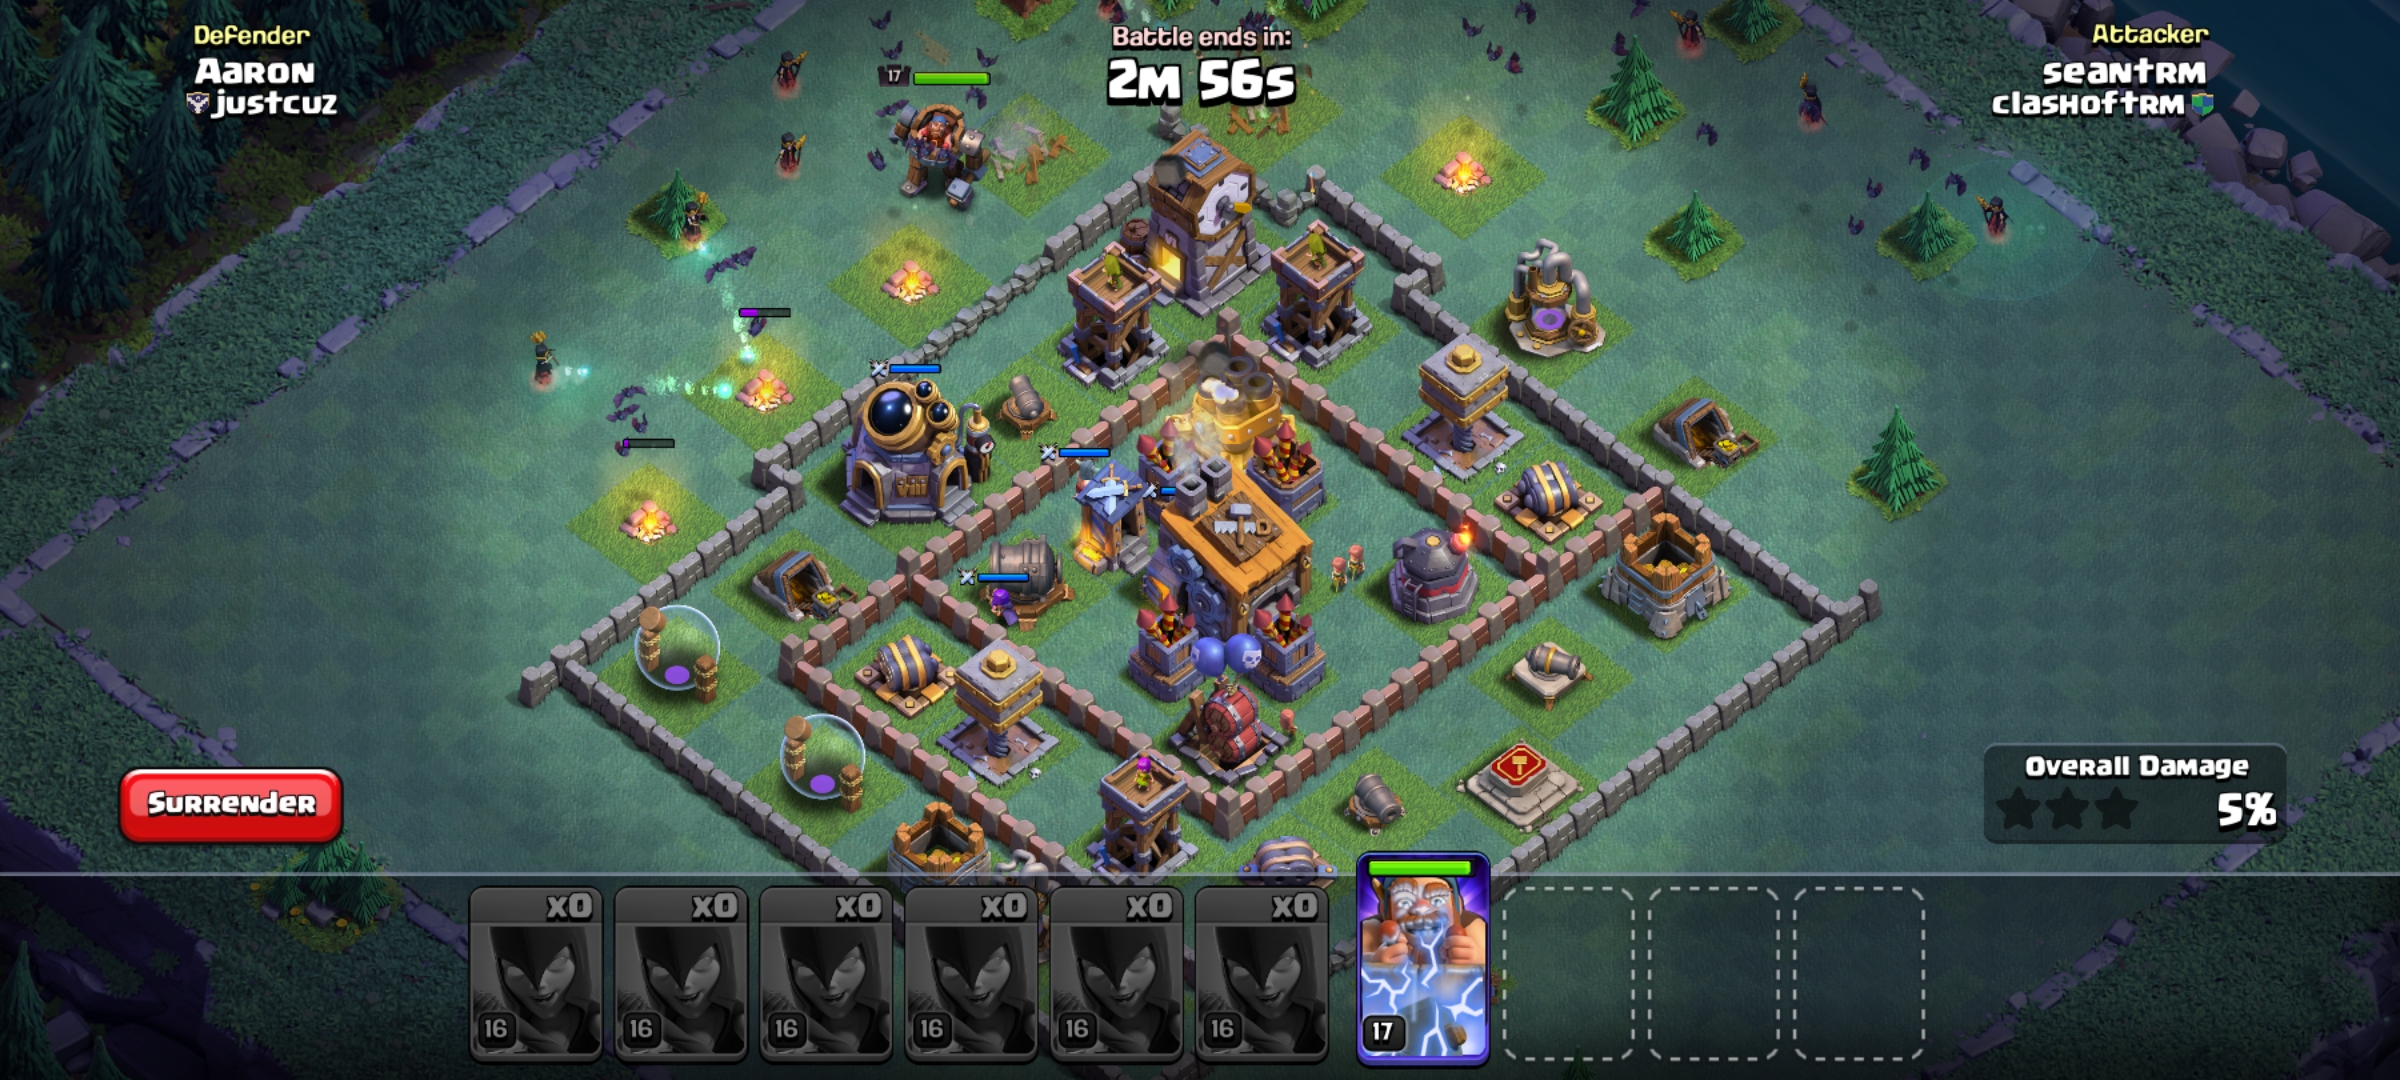 Defender
Aaron
justcuz
17
Battle ends in:
2m 56s
Attacker
seantrm
clashoftrm
VIII
Surrender
Overall Damage
5%
x0
x0
x0
x0
x0
x0
16
16
16
16
16
16
17